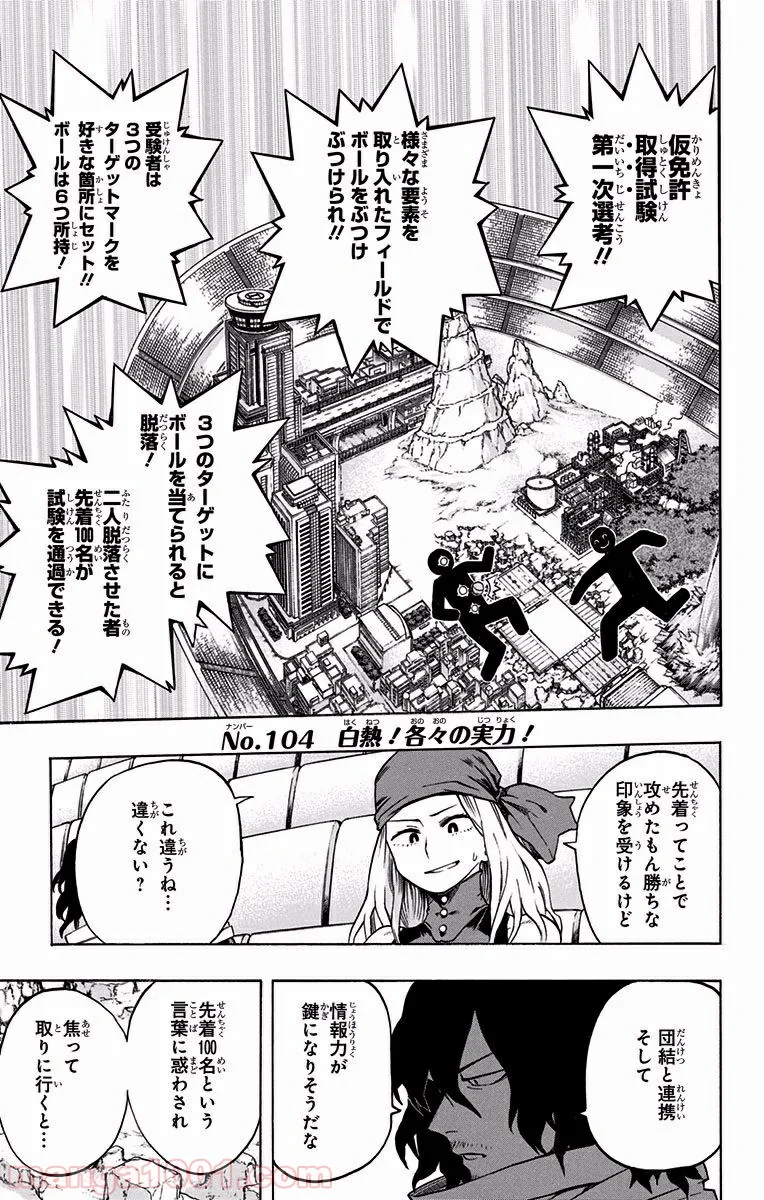 仮免許
取得試験
第一次選考!!
様々な要素を
取り入れたフィールドで
ボールをぶつけ
ぶつけられ!!
受験者は
3つの
ターゲットマークを
好きな箇所にセット!!
ボールは6つ所持!
3つのターゲットに
ボールを当てられると
脱落!
二人脱落させた者
先着100名が
試験を通過できる!
No.104 白熱!各々の実力!
先着ってことで
攻めたもん勝ちな
印象を受けるけど
これ違うね…
違くない?
団結と連携
そして
情報力が
鍵になりそうだな
先着100名という
言葉に惑わされ
焦って
取りに行くと…
manga1001.com